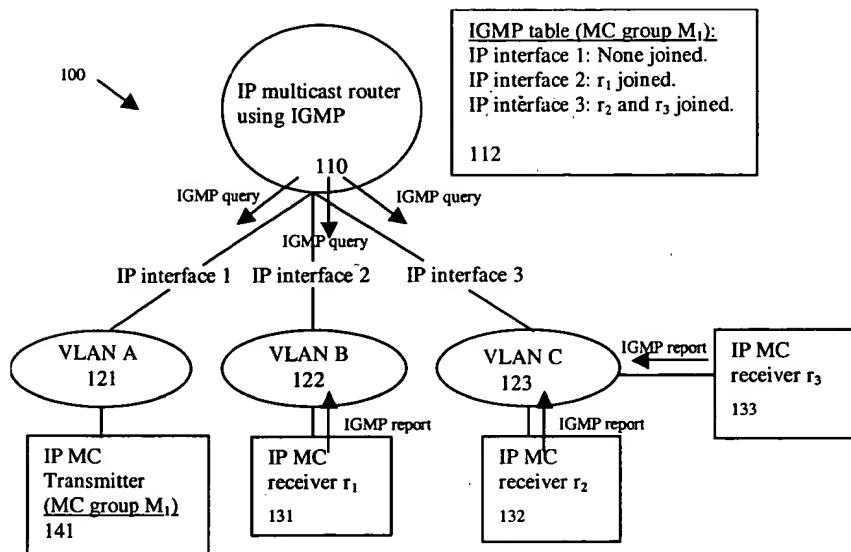 100
IP multicast router
using IGMP
110
IGMP table (MC group M₁):
IP interface 1: None joined.
IP interface 2: r₁ joined.
IP interface 3: r₂ and r₃ joined.
112
IGMP query
IGMP query
IGMP query
IP interface 1
IP interface 2
IP interface 3
VLAN A
121
VLAN B
122
VLAN C
123
IGMP report
IP MC
receiver r₃
133
IGMP report
IGMP report
IP MC
Transmitter
(MC group M₁)
141
IP MC
receiver r₁
131
IP MC
receiver r₂
132